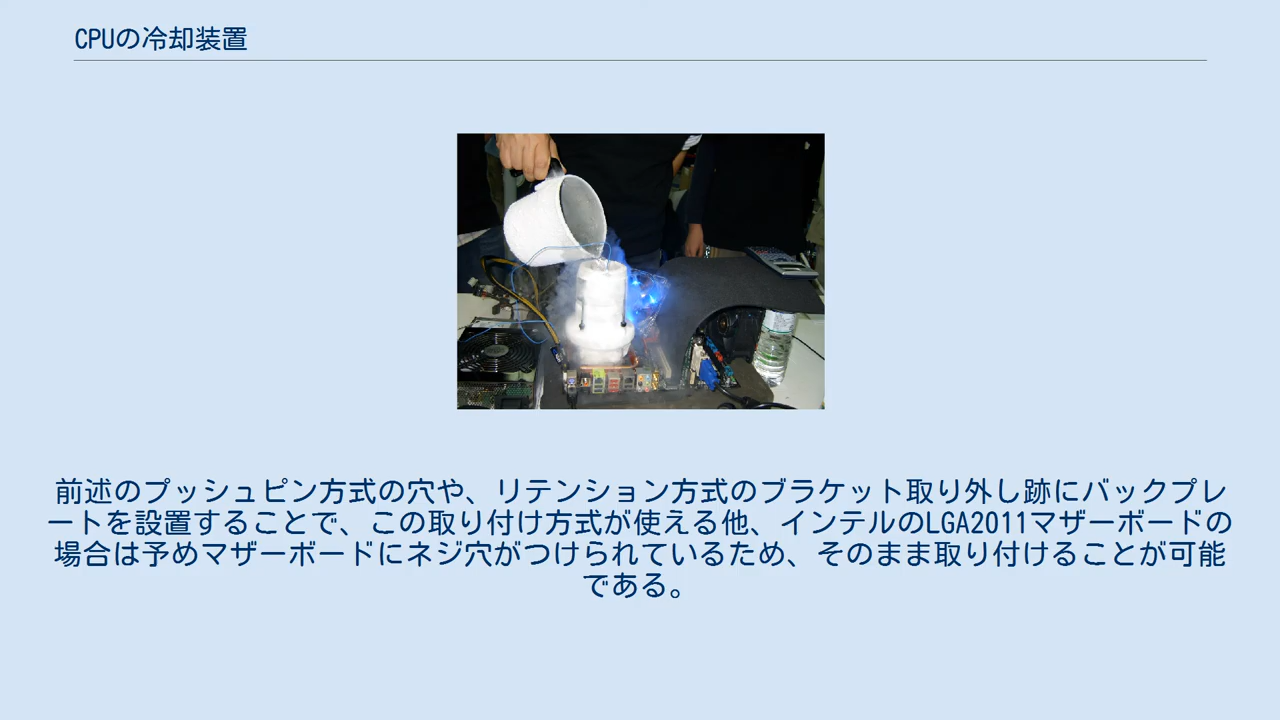 CPUの冷却装置
前述のプッシュピン方式の穴や、リテンション方式のブラケット取り外し跡にバックプレ
ートを設置することで、この取り付け方式が使える他、インテルのLGA2011マザーボードの
場合は予めマザーボードにネジ穴がつけられているため、そのまま取り付けることが可能
である。